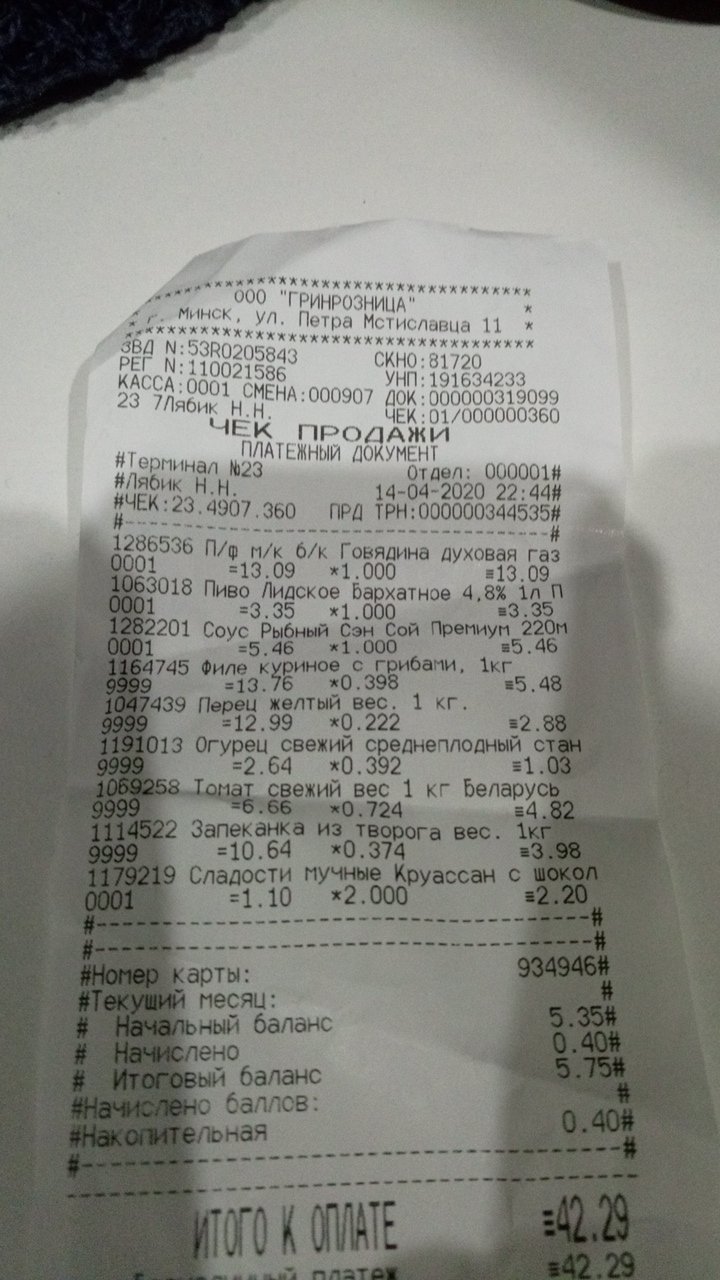 ****************************************
ООО "ГРИНРОЗНИЦА" *
* г. Минск, ул. Петра Мстиславца 11 *
****************************************
ЗВД N:53R0205843 СКНО:81720
РЕГ N:110021586 УНП:191634233
КАССА:0001 СМЕНА:000907 ДОК:000000319099
23 7Лябик Н.Н. ЧЕК:01/000000360
ЧЕК ПРОДАЖИ
ПЛАТЕЖНЫЙ ДОКУМЕНТ
#Терминал №23 Отдел: 000001#
#Лябик Н.Н. 14-04-2020 22:44#
#ЧЕК:23.4907.360 ПРД ТРН:000000344535#
#--------------------------------------#
1286536 П/ф м/к б/к Говядина духовая газ
0001 =13.09 *1.000 ≡13.09
1063018 Пиво Лидское Бархатное 4,8% 1л П
0001 =3.35 *1.000 ≡3.35
1282201 Соус Рыбный Сэн Сой Премиум 220м
0001 =5.46 *1.000 ≡5.46
1164745 Филе куриное с грибами, 1кг
9999 =13.76 *0.398 ≡5.48
1047439 Перец желтый вес. 1 кг.
9999 =12.99 *0.222 ≡2.88
1191013 Огурец свежий среднеплодный стан
9999 =2.64 *0.392 ≡1.03
1069258 Томат свежий вес 1 кг Беларусь
9999 =6.66 *0.724 ≡4.82
1114522 Запеканка из творога вес. 1кг
9999 =10.64 *0.374 ≡3.98
1179219 Сладости мучные Круассан с шокол
0001 =1.10 *2.000 ≡2.20
#--------------------------------------#
#--------------------------------------#
#Номер карты: 934946#
#Текущий месяц: #
# Начальный баланс 5.35#
# Начислено 0.40#
# Итоговый баланс 5.75#
#Начислено баллов: #
#Накопительная 0.40#
#--------------------------------------#
----------------------------------------
ИТОГО К ОПЛАТЕ ≡42.29
платеж ≡42.29